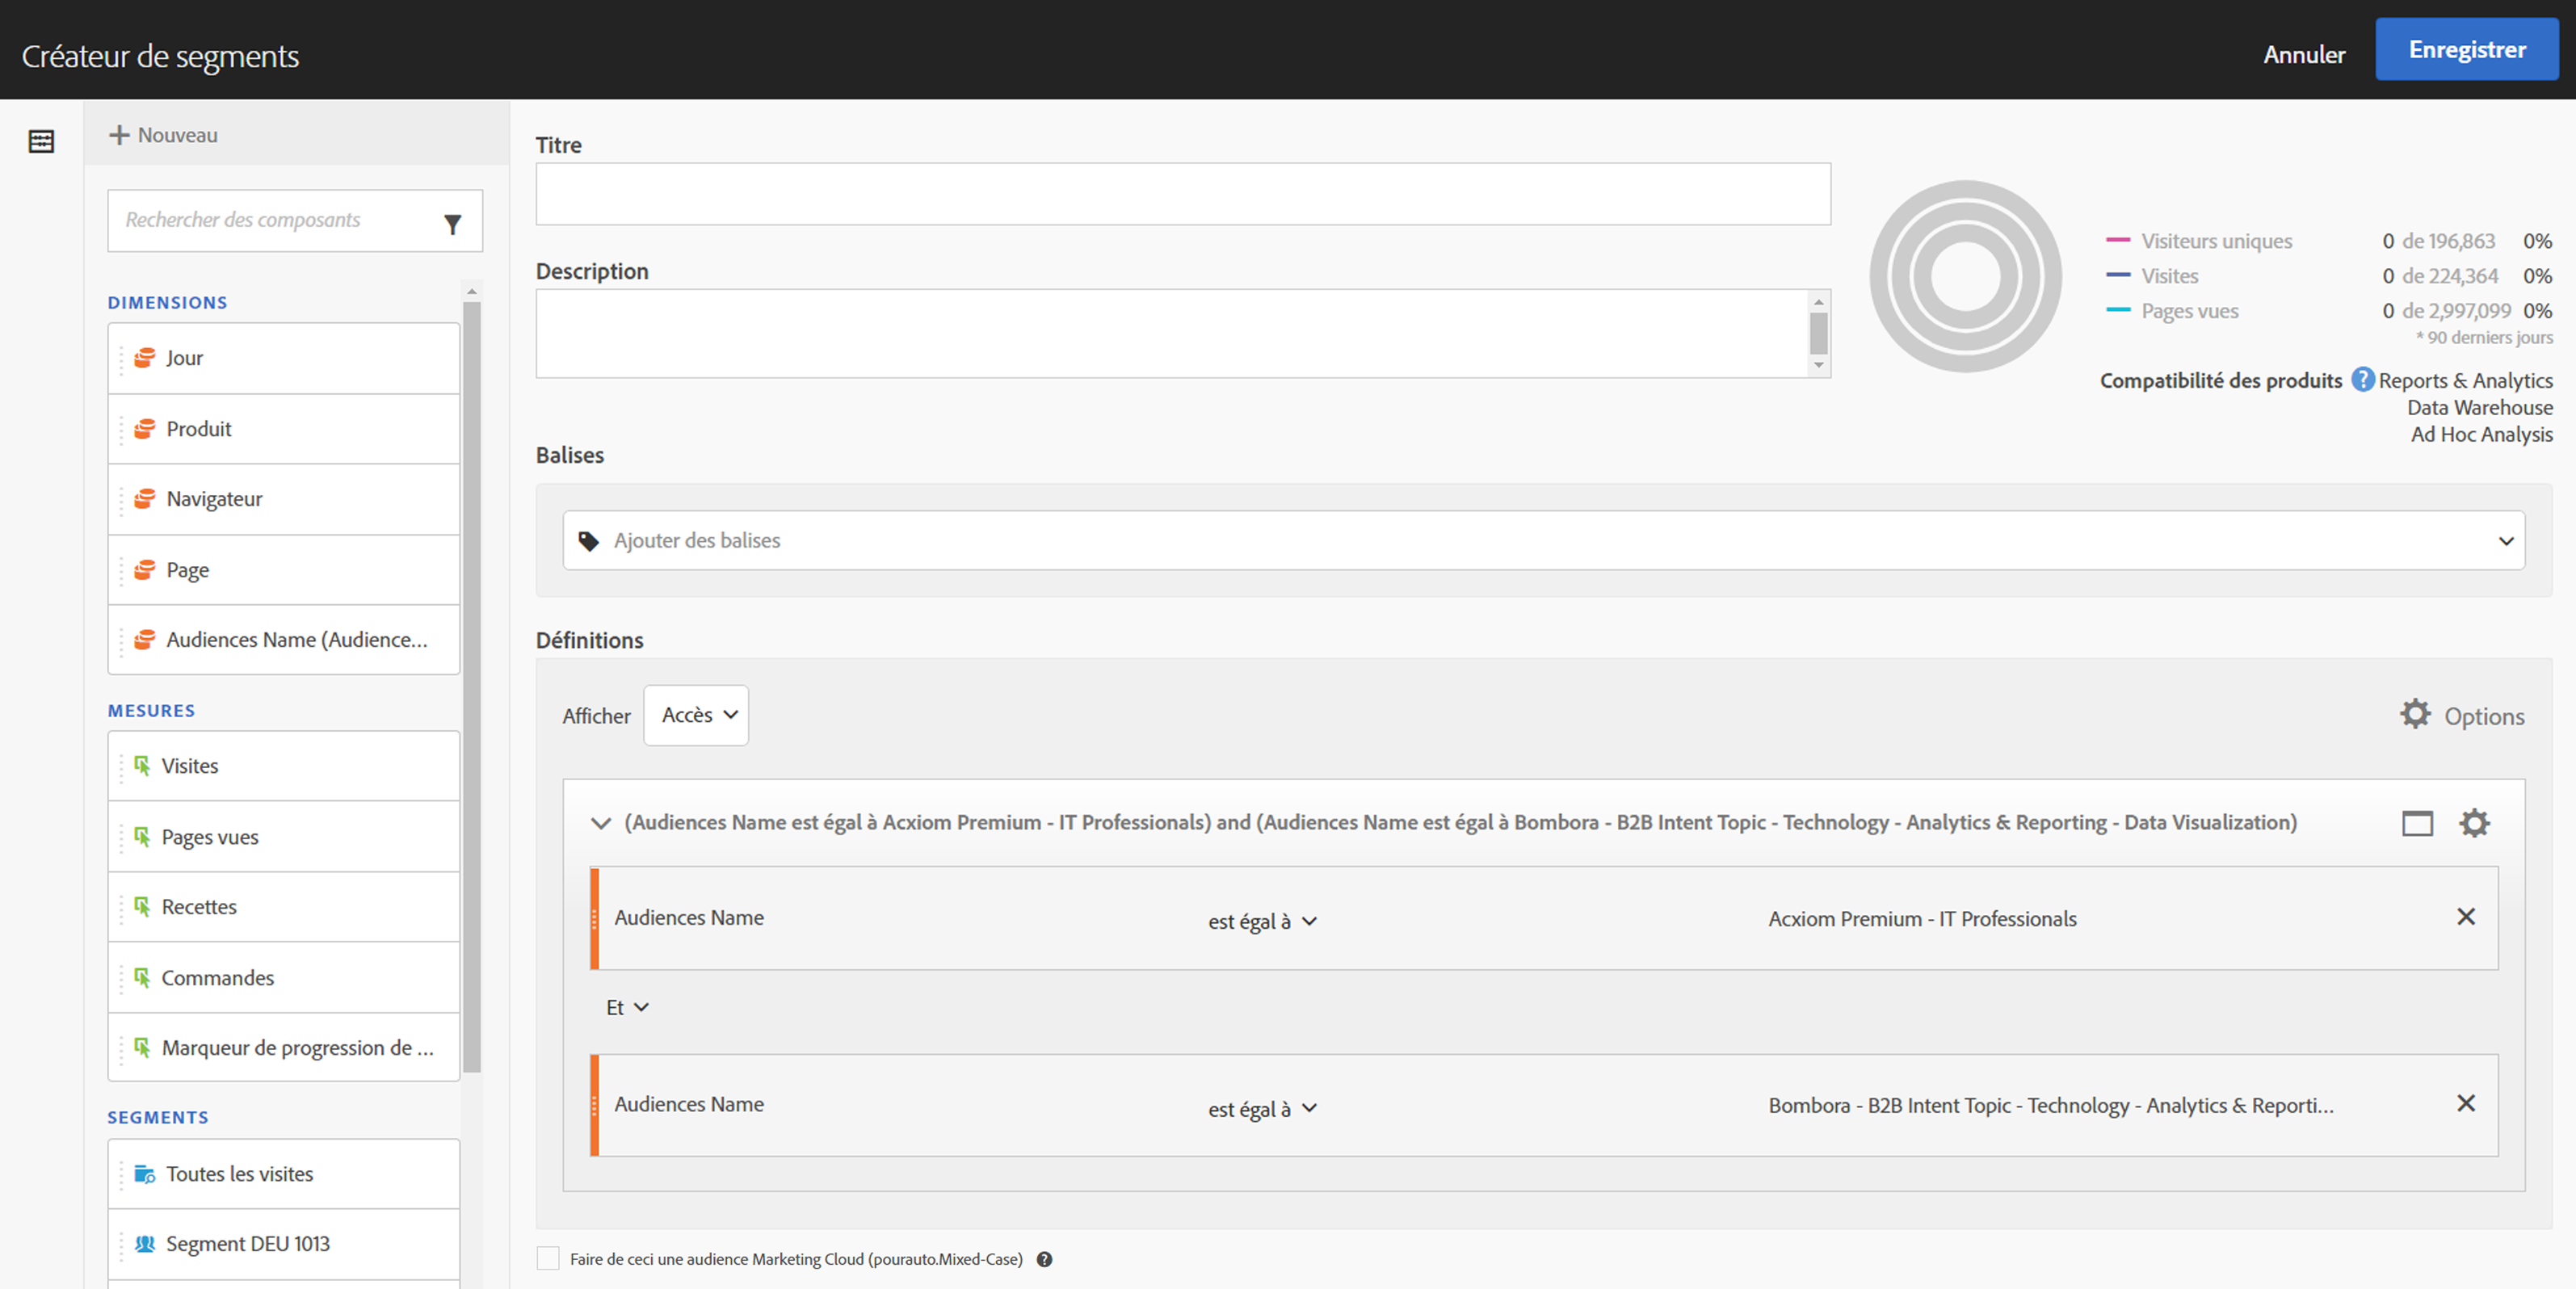 Créateur de segments
Annuler
Enregistrer
Nouveau
Rechercher des composants
DIMENSIONS
Jour
Produit
Navigateur
Page
Audiences Name (Audience...
MESURES
Visites
Pages vues
Recettes
Commandes
Marqueur de progression de ...
SEGMENTS
Toutes les visites
Segment DEU 1013
Titre
Description
Visiteurs uniques 0 de 196,863 0%
Visites 0 de 224,364 0%
Pages vues 0 de 2,997,099 0%
* 90 derniers jours
Compatibilité des produits ? Reports & Analytics
Data Warehouse
Ad Hoc Analysis
Balises
Ajouter des balises
Définitions
Afficher Accès
Options
(Audiences Name est égal à Acxiom Premium - IT Professionals) and (Audiences Name est égal à Bombora - B2B Intent Topic - Technology - Analytics & Reporting - Data Visualization)
Audiences Name est égal à Acxiom Premium - IT Professionals
Et
Audiences Name est égal à Bombora - B2B Intent Topic - Technology - Analytics & Reporti...
Faire de ceci une audience Marketing Cloud (pourauto.Mixed-Case) ?